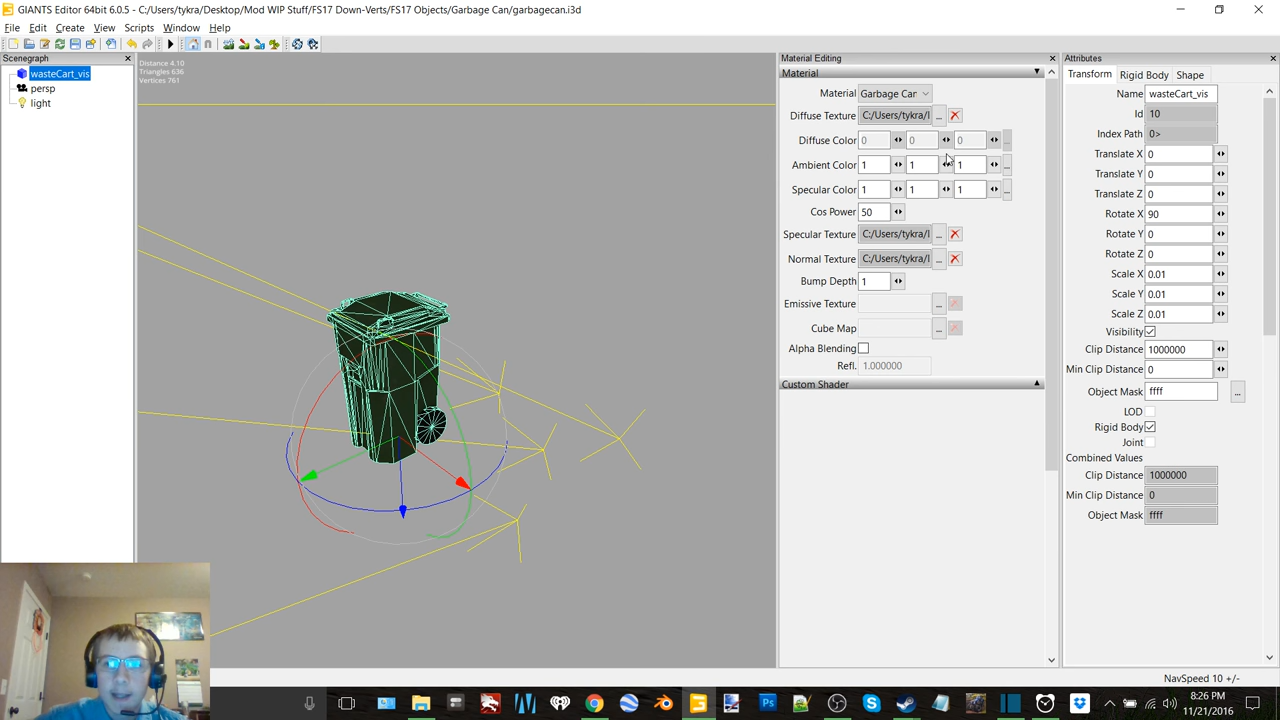 GIANTS Editor 64bit 6.0.5 - C:/Users/tykra/Desktop/Mod WIP Stuff/FS17 Down-Verts/FS17 Objects/Garbage Can/garbagecan.i3d
File Edit Create View Scripts Window Help
Scenegraph
wasteCart_vis
persp
light
Distance 4.10
Triangles 636
Vertices 761
Material Editing
Material
Material Garbage Car
Diffuse Texture C:/Users/tykra/l ...
Diffuse Color 0 0 0 ...
Ambient Color 1 1 1 ...
Specular Color 1 1 1 ...
Cos Power 50
Specular Texture C:/Users/tykra/l ...
Normal Texture C:/Users/tykra/l ...
Bump Depth 1
Emissive Texture ...
Cube Map ...
Alpha Blending
Refl. 1.000000
Custom Shader
Attributes
Transform Rigid Body Shape
Name wasteCart_vis
Id 10
Index Path 0>
Translate X 0
Translate Y 0
Translate Z 0
Rotate X 90
Rotate Y 0
Rotate Z 0
Scale X 0.01
Scale Y 0.01
Scale Z 0.01
Visibility
Clip Distance 1000000
Min Clip Distance 0
Object Mask ffff ...
LOD
Rigid Body
Joint
Combined Values
Clip Distance 1000000
Min Clip Distance 0
Object Mask ffff
NavSpeed 10 +/-
8:26 PM
11/21/2016